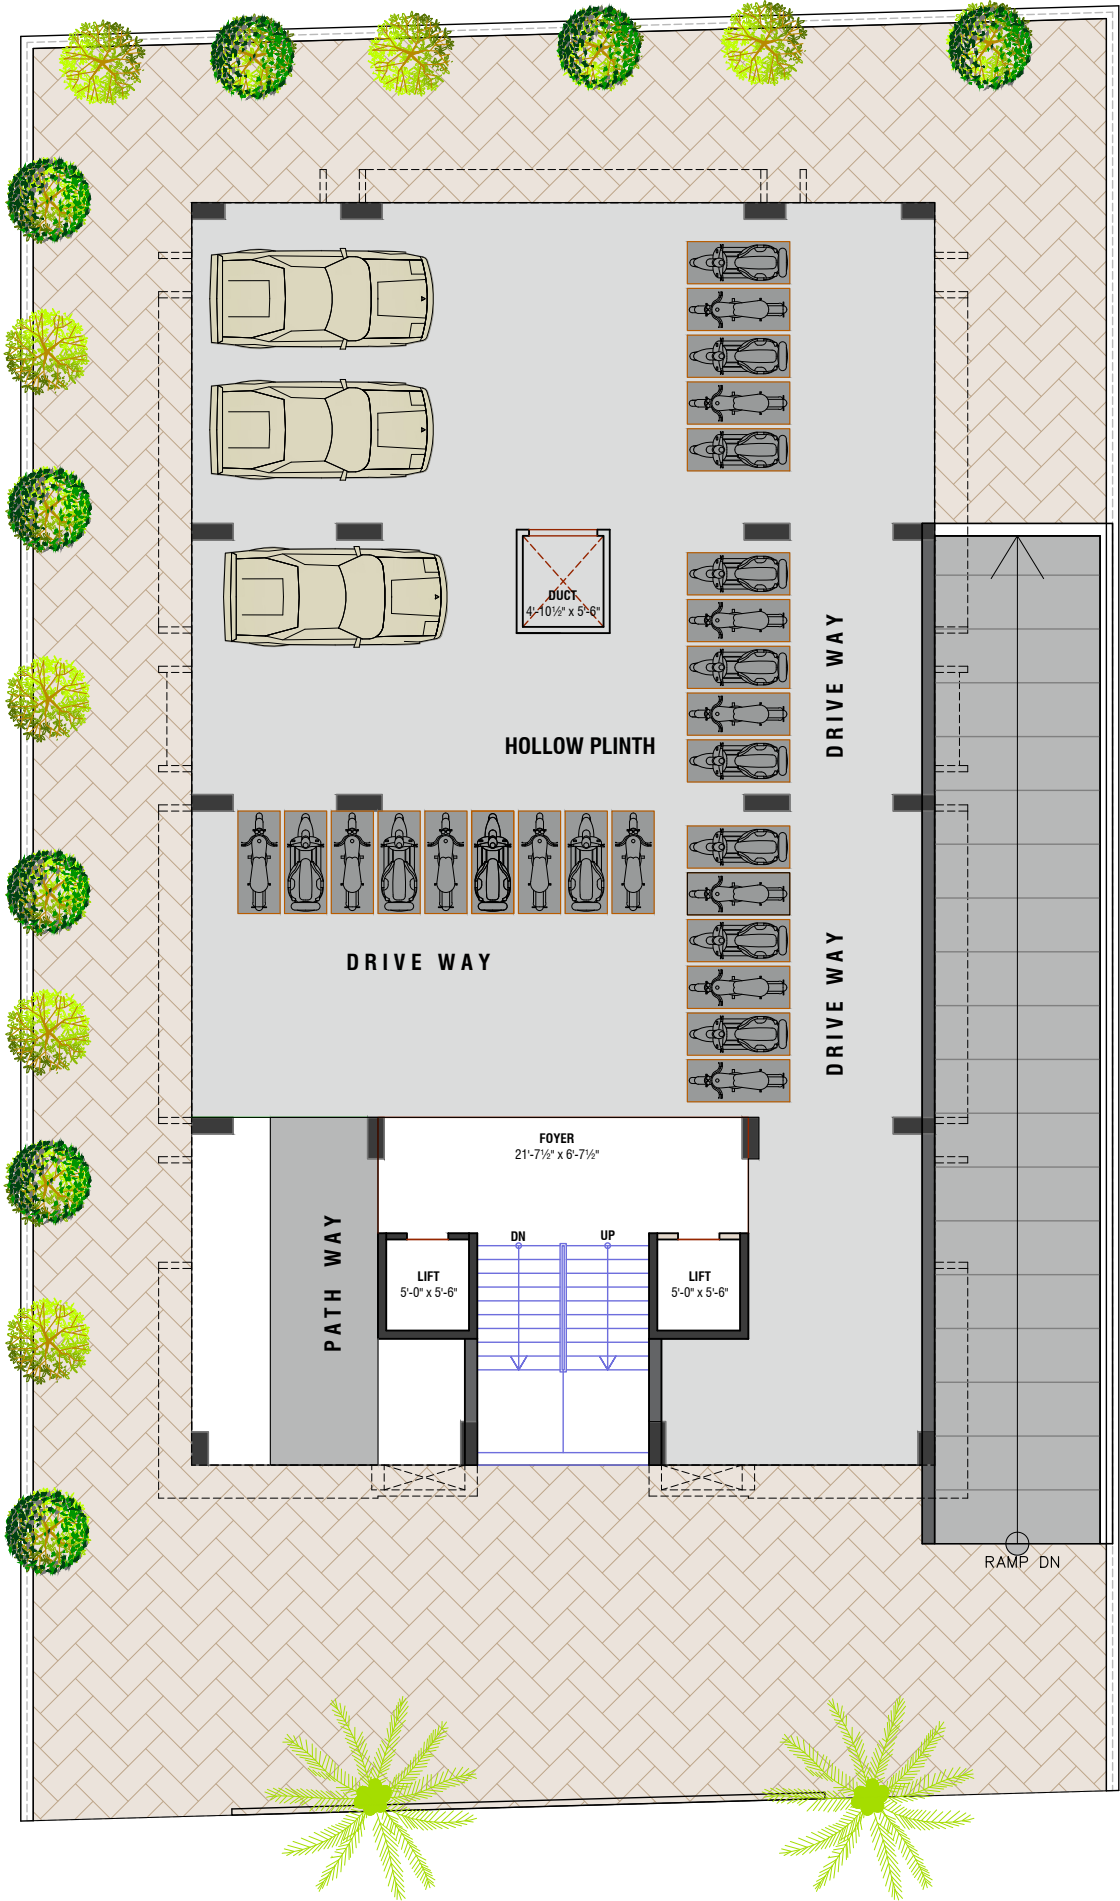 DUCT
4'-10½" x 5'-6"
DRIVE WAY
HOLLOW PLINTH
DRIVE WAY
DRIVE WAY
FOYER
21'-7½" x 6'-7½"
PATH WAY
DN
UP
LIFT
5'-0" x 5'-6"
LIFT
5'-0" x 5'-6"
RAMP DN